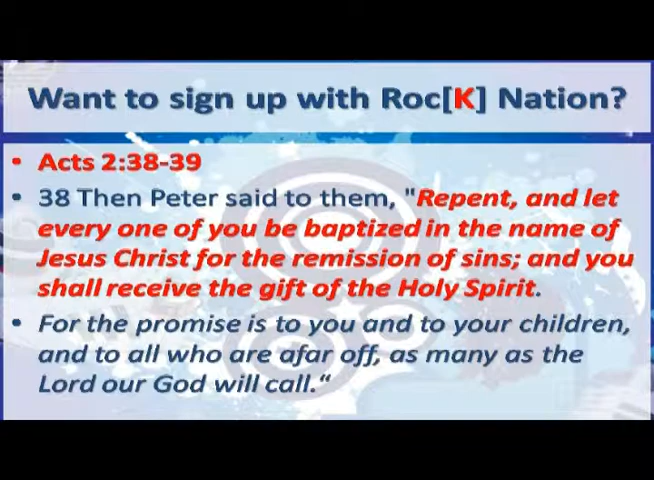 Want to sign up with Roc[K] Nation?
• Acts 2:38-39
• 38 Then Peter said to them, "Repent, and let
every one of you be baptized in the name of
Jesus Christ for the remission of sins; and you
shall receive the gift of the Holy Spirit.
• For the promise is to you and to your children,
and to all who are afar off, as many as the
Lord our God will call.“